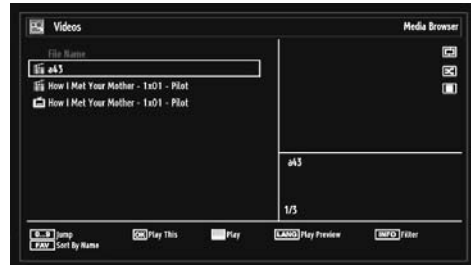 Videos Media Browser
File Name
a43
How I Met Your Mother - 1x01 - Pilot
How I Met Your Mother - 1x01 - Pilot
a43
1/3
0...9 Jump OK Play This Play LANG Play Preview INFO Filter
FAV Sort By Name